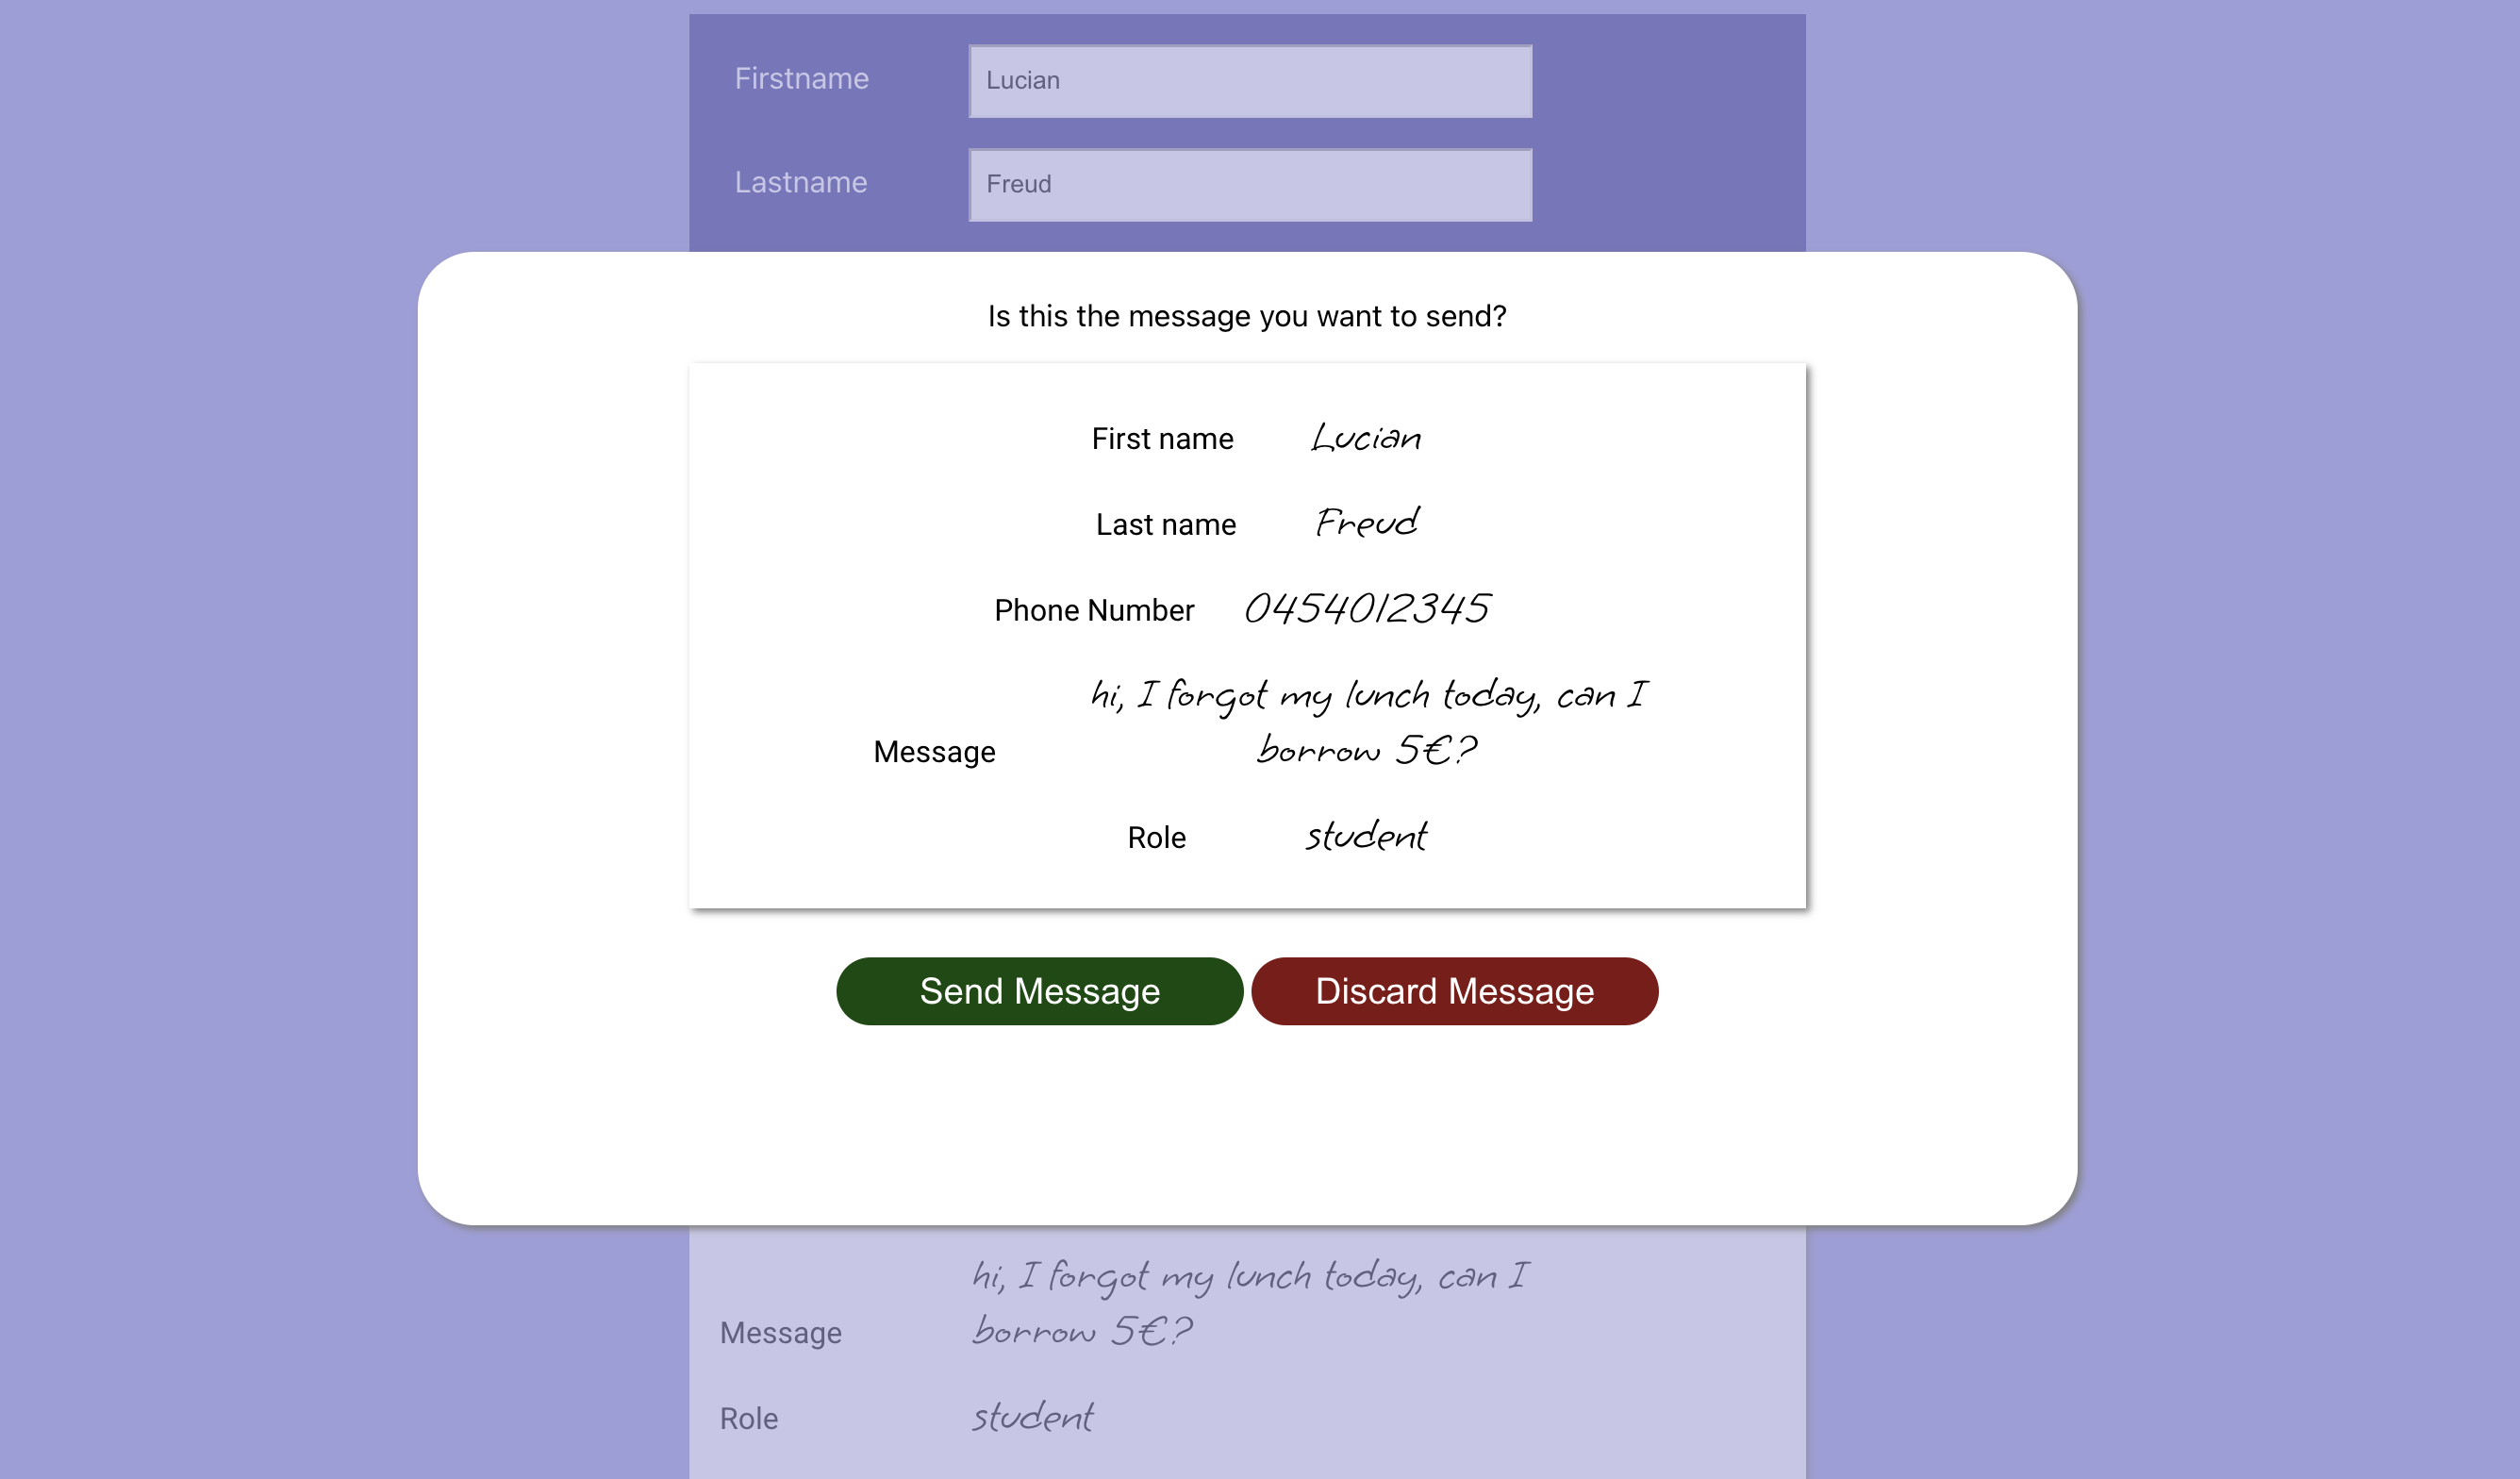 Firstname
Lucian
Lastname
Freud
Is this the message you want to send?
First name Lucian
Last name Freud
Phone Number 0454012345
hi, I forgot my lunch today, can I
Message borrow 5€?
Role student
Send Message Discard Message
hi, I forgot my lunch today, can I
Message borrow 5€?
Role student